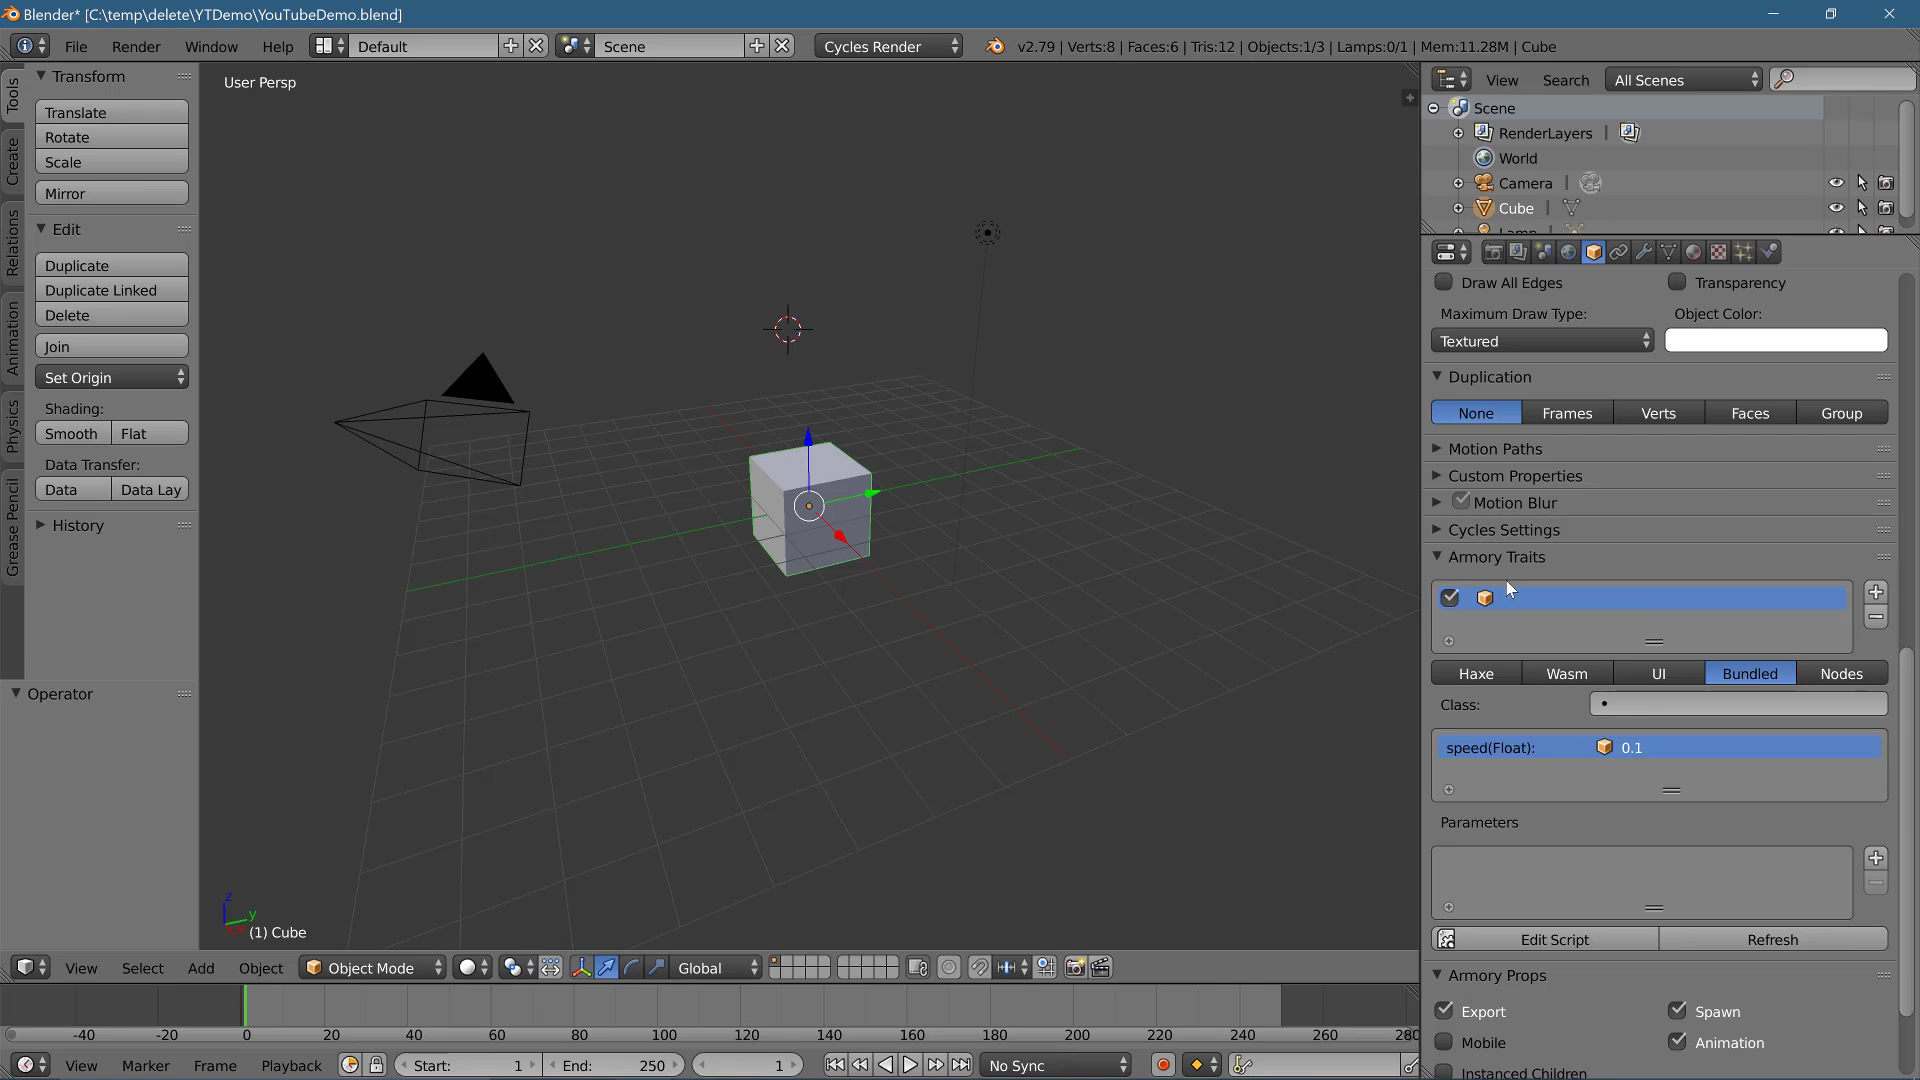 Blender* [C:\temp\delete\YTDemo\YouTubeDemo.blend]
File Render Window Help Default Scene Cycles Render v2.79 | Verts:8 | Faces:6 | Tris:12 | Objects:1/3 | Lamps:0/1 | Mem:11.28M | Cube
Tools
Create
Relations
Animation
Physics
Grease Pencil
Transform
Translate
Rotate
Scale
Mirror
Edit
Duplicate
Duplicate Linked
Delete
Join
Set Origin
Shading:
Smooth Flat
Data Transfer:
Data Data Lay
History
Operator
User Persp
z
y
(1) Cube
View Select Add Object Object Mode Global
-40 -20 0 20 40 60 80 100 120 140 160 180 200 220 240 260 280
View Marker Frame Playback Start: 1 End: 250 1 No Sync
View Search All Scenes
Scene
RenderLayers
World
Camera
Cube
Lamp
Draw All Edges Transparency
Maximum Draw Type: Object Color:
Textured
Duplication
None Frames Verts Faces Group
Motion Paths
Custom Properties
Motion Blur
Cycles Settings
Armory Traits
Haxe Wasm UI Bundled Nodes
Class:
speed(Float): 0.1
Parameters
Edit Script Refresh
Armory Props
Export Spawn
Mobile Animation
Instanced Children